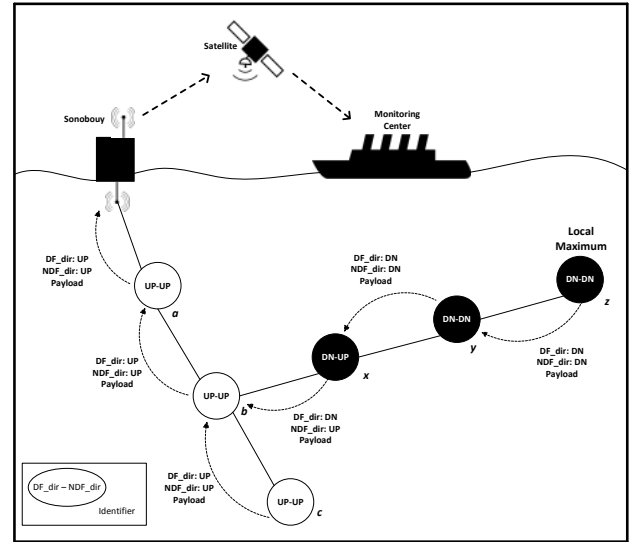 Satellite
Sonobouy
Monitoring
Center
Local
Maximum
DF_dir: UP
NDF_dir: UP
Payload
DF_dir: DN
NDF_dir: DN
Payload
UP-UP
a
DN-DN
z
DN-DN
y
DF_dir: UP
NDF_dir: UP
Payload
DN-UP
x
DF_dir: DN
NDF_dir: DN
Payload
UP-UP
b
DF_dir: DN
NDF_dir: UP
Payload
DF_dir: UP
NDF_dir: UP
Payload
UP-UP
c
DF_dir – NDF_dir
Identifier